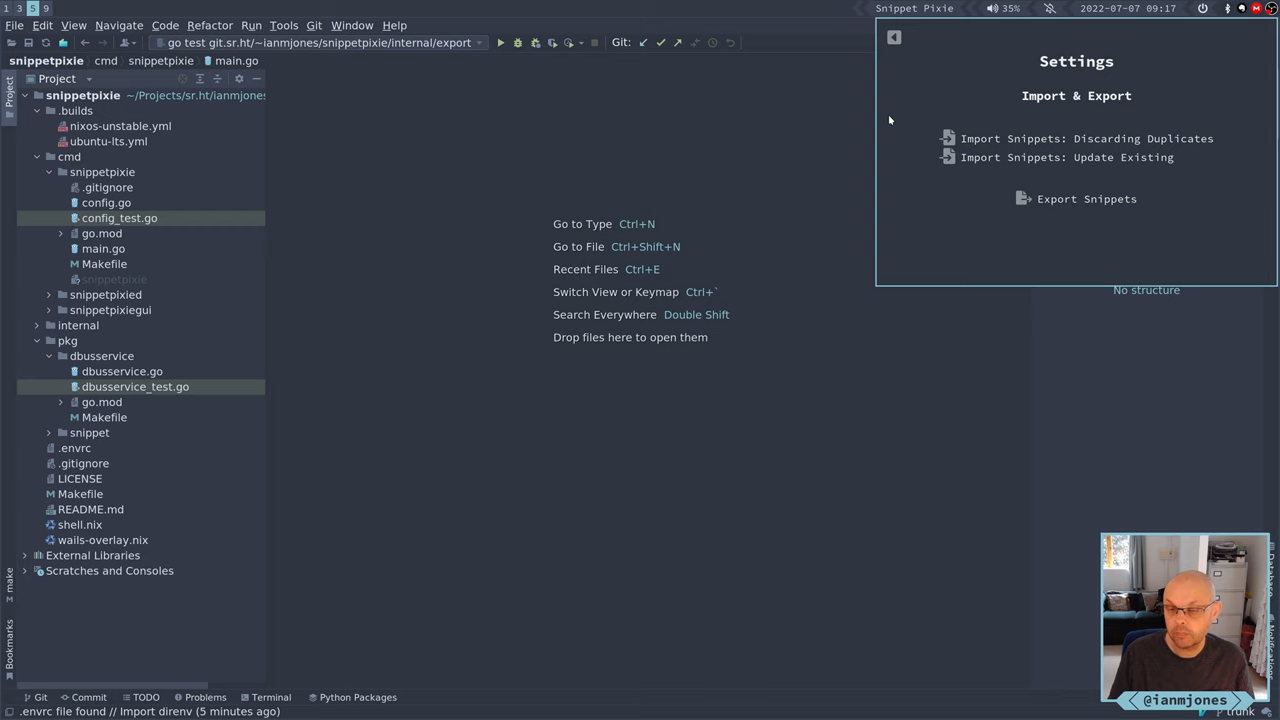 1 3 5 9
Snippet Pixie
35%
2022-07-07 09:17
File Edit View Navigate Code Refactor Run Tools Git Window Help
go test git.sr.ht/~ianmjones/snippetpixie/internal/export
Git:
snippetpixie cmd snippetpixie main.go
Project
Project
snippetpixie ~/Projects/sr.ht/ianmjones
.builds
nixos-unstable.yml
ubuntu-lts.yml
cmd
snippetpixie
.gitignore
config.go
config_test.go
go.mod
main.go
Makefile
snippetpixie
snippetpixied
snippetpixiegui
internal
pkg
dbusservice
dbusservice.go
dbusservice_test.go
go.mod
Makefile
snippet
.envrc
.gitignore
LICENSE
Makefile
README.md
shell.nix
wails-overlay.nix
External Libraries
Scratches and Consoles
make
Bookmarks
Go to Type Ctrl+N
Go to File Ctrl+Shift+N
Recent Files Ctrl+E
Switch View or Keymap Ctrl+`
Search Everywhere Double Shift
Drop files here to open them
Settings
Import & Export
Import Snippets: Discarding Duplicates
Import Snippets: Update Existing
Export Snippets
No structure
Database
Notifications
@ianmjones
Git Commit TODO Problems Terminal Python Packages
.envrc file found // Import direnv (5 minutes ago)
trunk